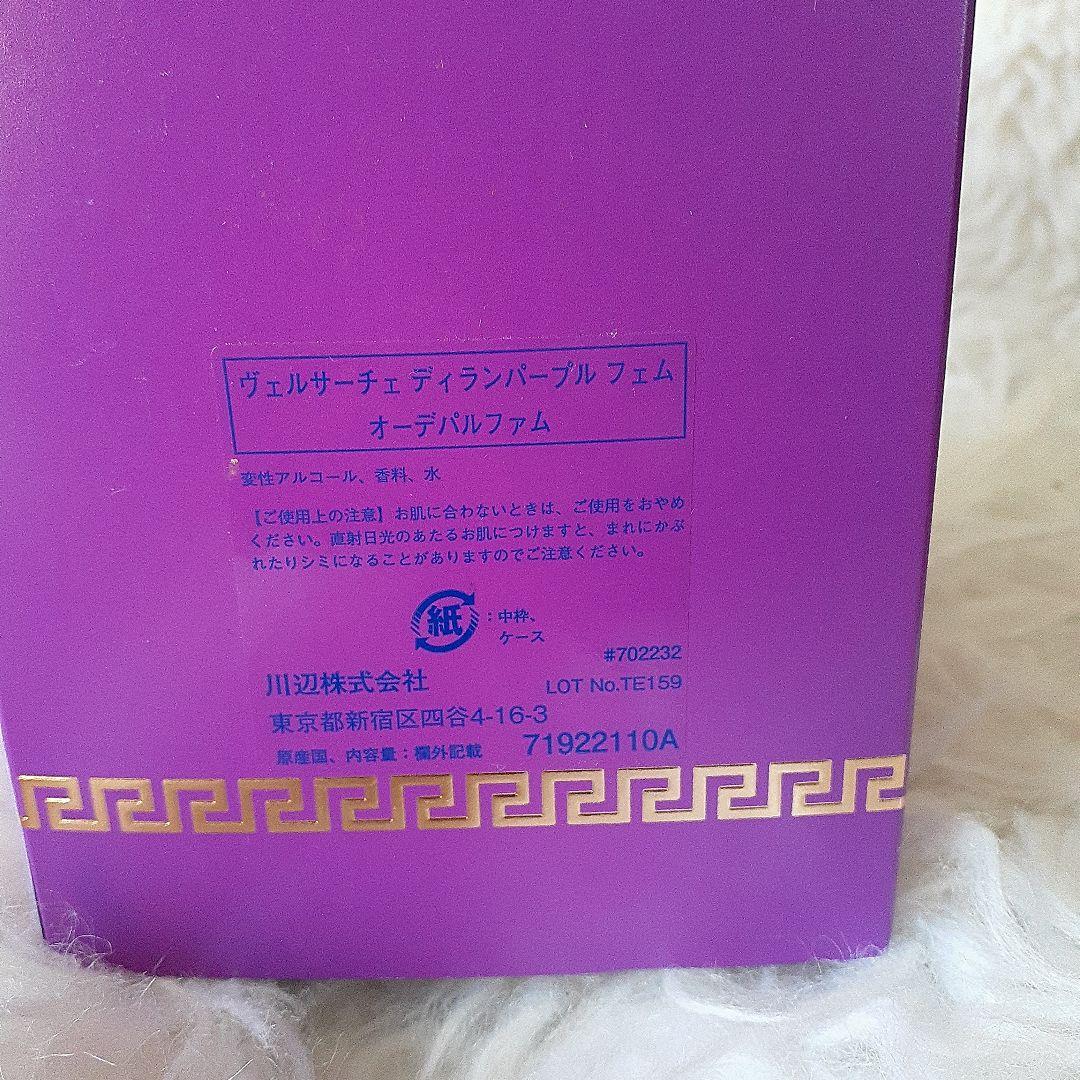 ヴェルサーチェ ディランパープル フェム
オーデパルファム
変性アルコール、香料、水
【ご使用上の注意】お肌に合わないときは、ご使用をおやめ
ください。直射日光のあたるお肌につけますと、まれにかぶ
れたりシミになることがありますのでご注意ください。
紙：中枠、
ケース
#702232
川辺株式会社 LOT No.TE159
東京都新宿区四谷4-16-3
原産国、内容量：欄外記載 71922110A